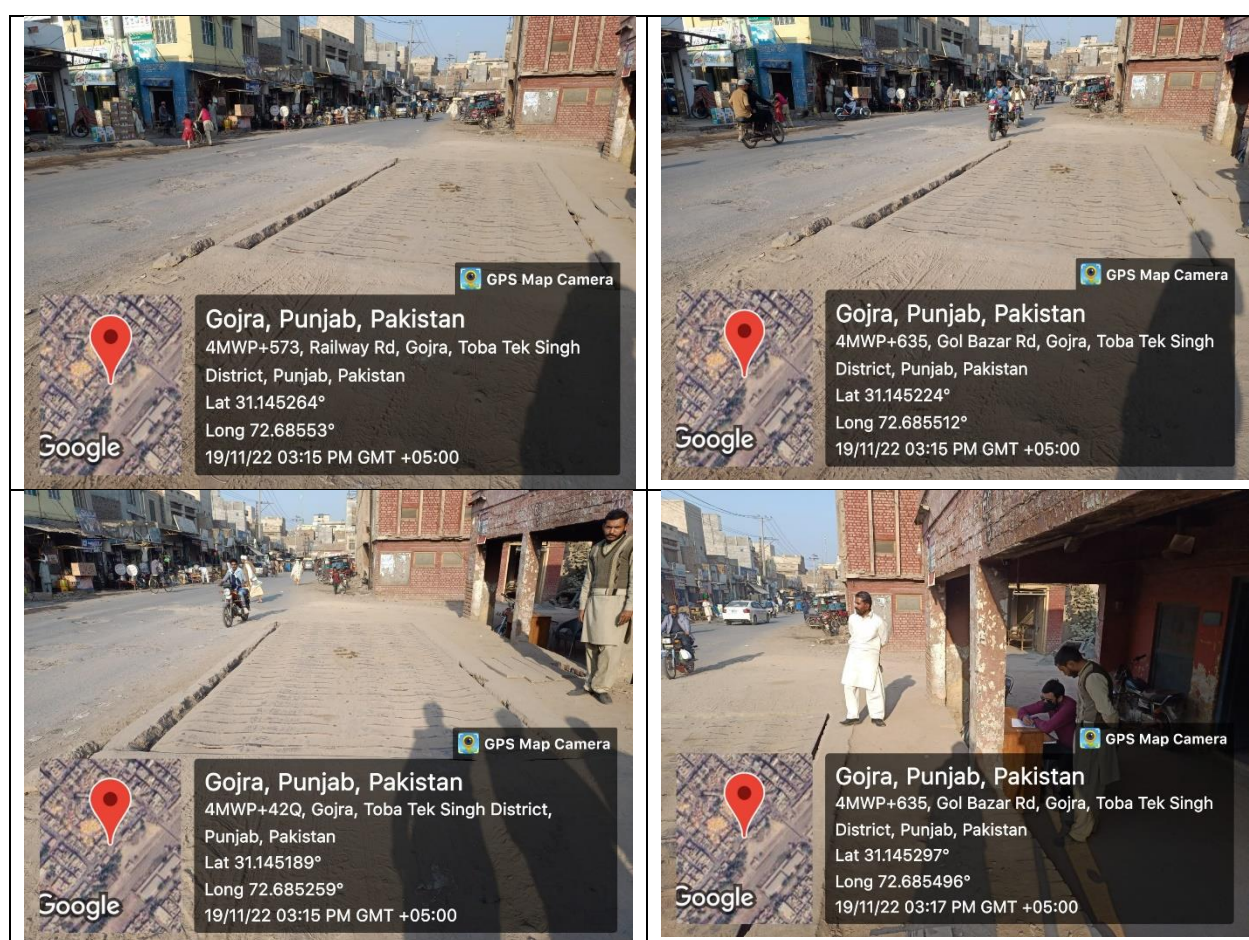 GPS Map Camera
Gojra, Punjab, Pakistan
4MWP+573, Railway Rd, Gojra, Toba Tek Singh
District, Punjab, Pakistan
Lat 31.145264°
Long 72.68553°
19/11/22 03:15 PM GMT +05:00
Google
GPS Map Camera
Gojra, Punjab, Pakistan
4MWP+635, Gol Bazar Rd, Gojra, Toba Tek Singh
District, Punjab, Pakistan
Lat 31.145224°
Long 72.685512°
19/11/22 03:15 PM GMT +05:00
Google
GPS Map Camera
Gojra, Punjab, Pakistan
4MWP+42Q, Gojra, Toba Tek Singh District,
Punjab, Pakistan
Lat 31.145189°
Long 72.685259°
19/11/22 03:15 PM GMT +05:00
Google
GPS Map Camera
Gojra, Punjab, Pakistan
4MWP+635, Gol Bazar Rd, Gojra, Toba Tek Singh
District, Punjab, Pakistan
Lat 31.145297°
Long 72.685496°
19/11/22 03:17 PM GMT +05:00
Google